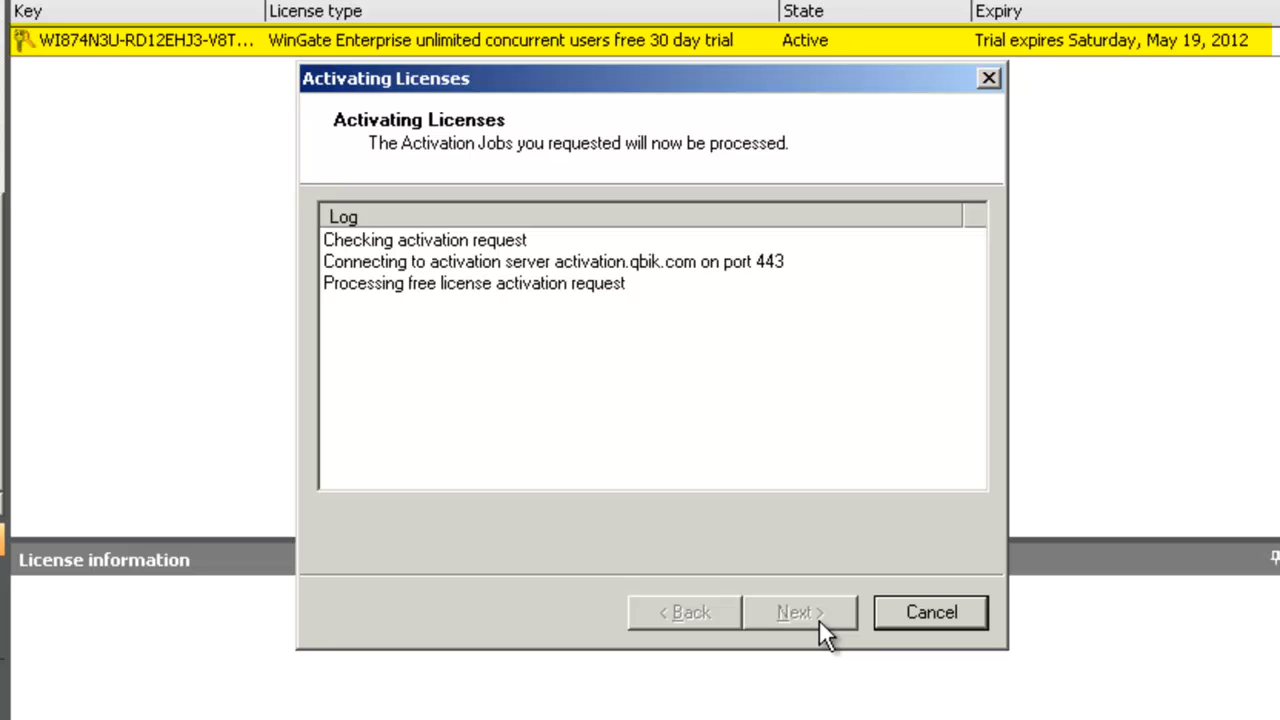 Key License type State Expiry
WI874N3U-RD12EHJ3-V8T... WinGate Enterprise unlimited concurrent users free 30 day trial Active Trial expires Saturday, May 19, 2012
Activating Licenses
Activating Licenses
The Activation Jobs you requested will now be processed.
Log
Checking activation request
Connecting to activation server activation.qbik.com on port 443
Processing free license activation request
License information
< Back Next > Cancel